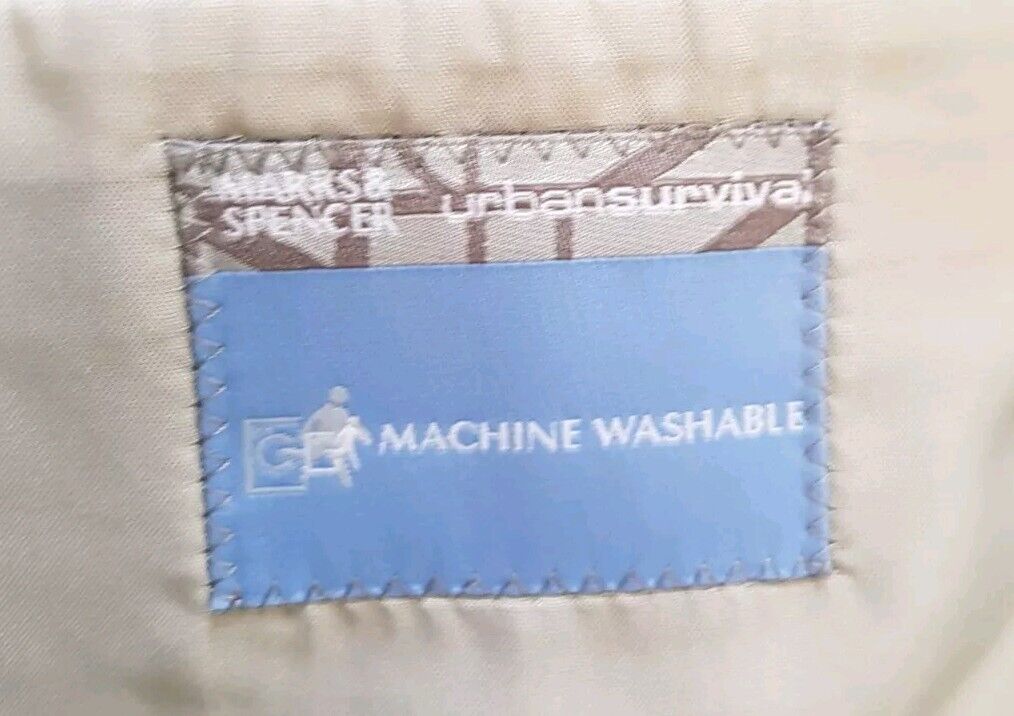 MARKS &
SPENCER
urbansurvival
MACHINE WASHABLE